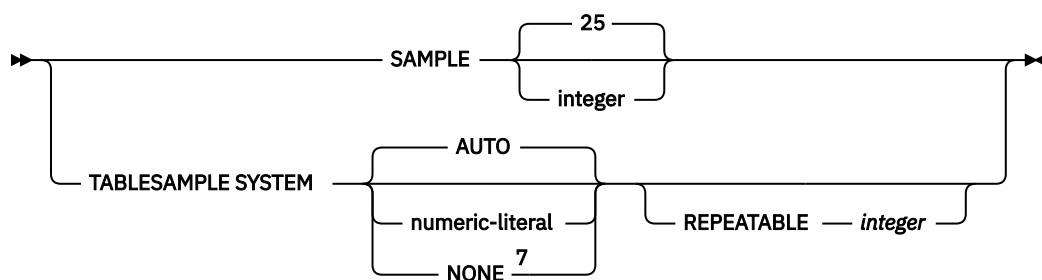 25
SAMPLE
integer
AUTO
TABLESAMPLE SYSTEM
numeric-literal
REPEATABLE integer
NONE 7